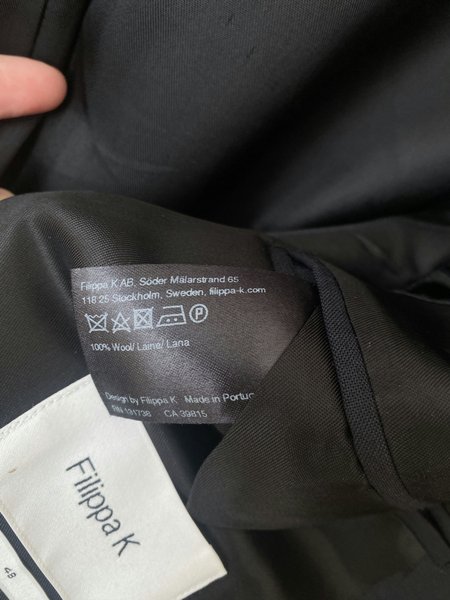 Filippa K AB, Söder Mälarstrand 65
118 25 Stockholm, Sweden, filippa-k.com
P
100% Wool/ Laine/ Lana
Design by Filippa K Made in Portug
RN 131738 CA 39815
Filippa K
48